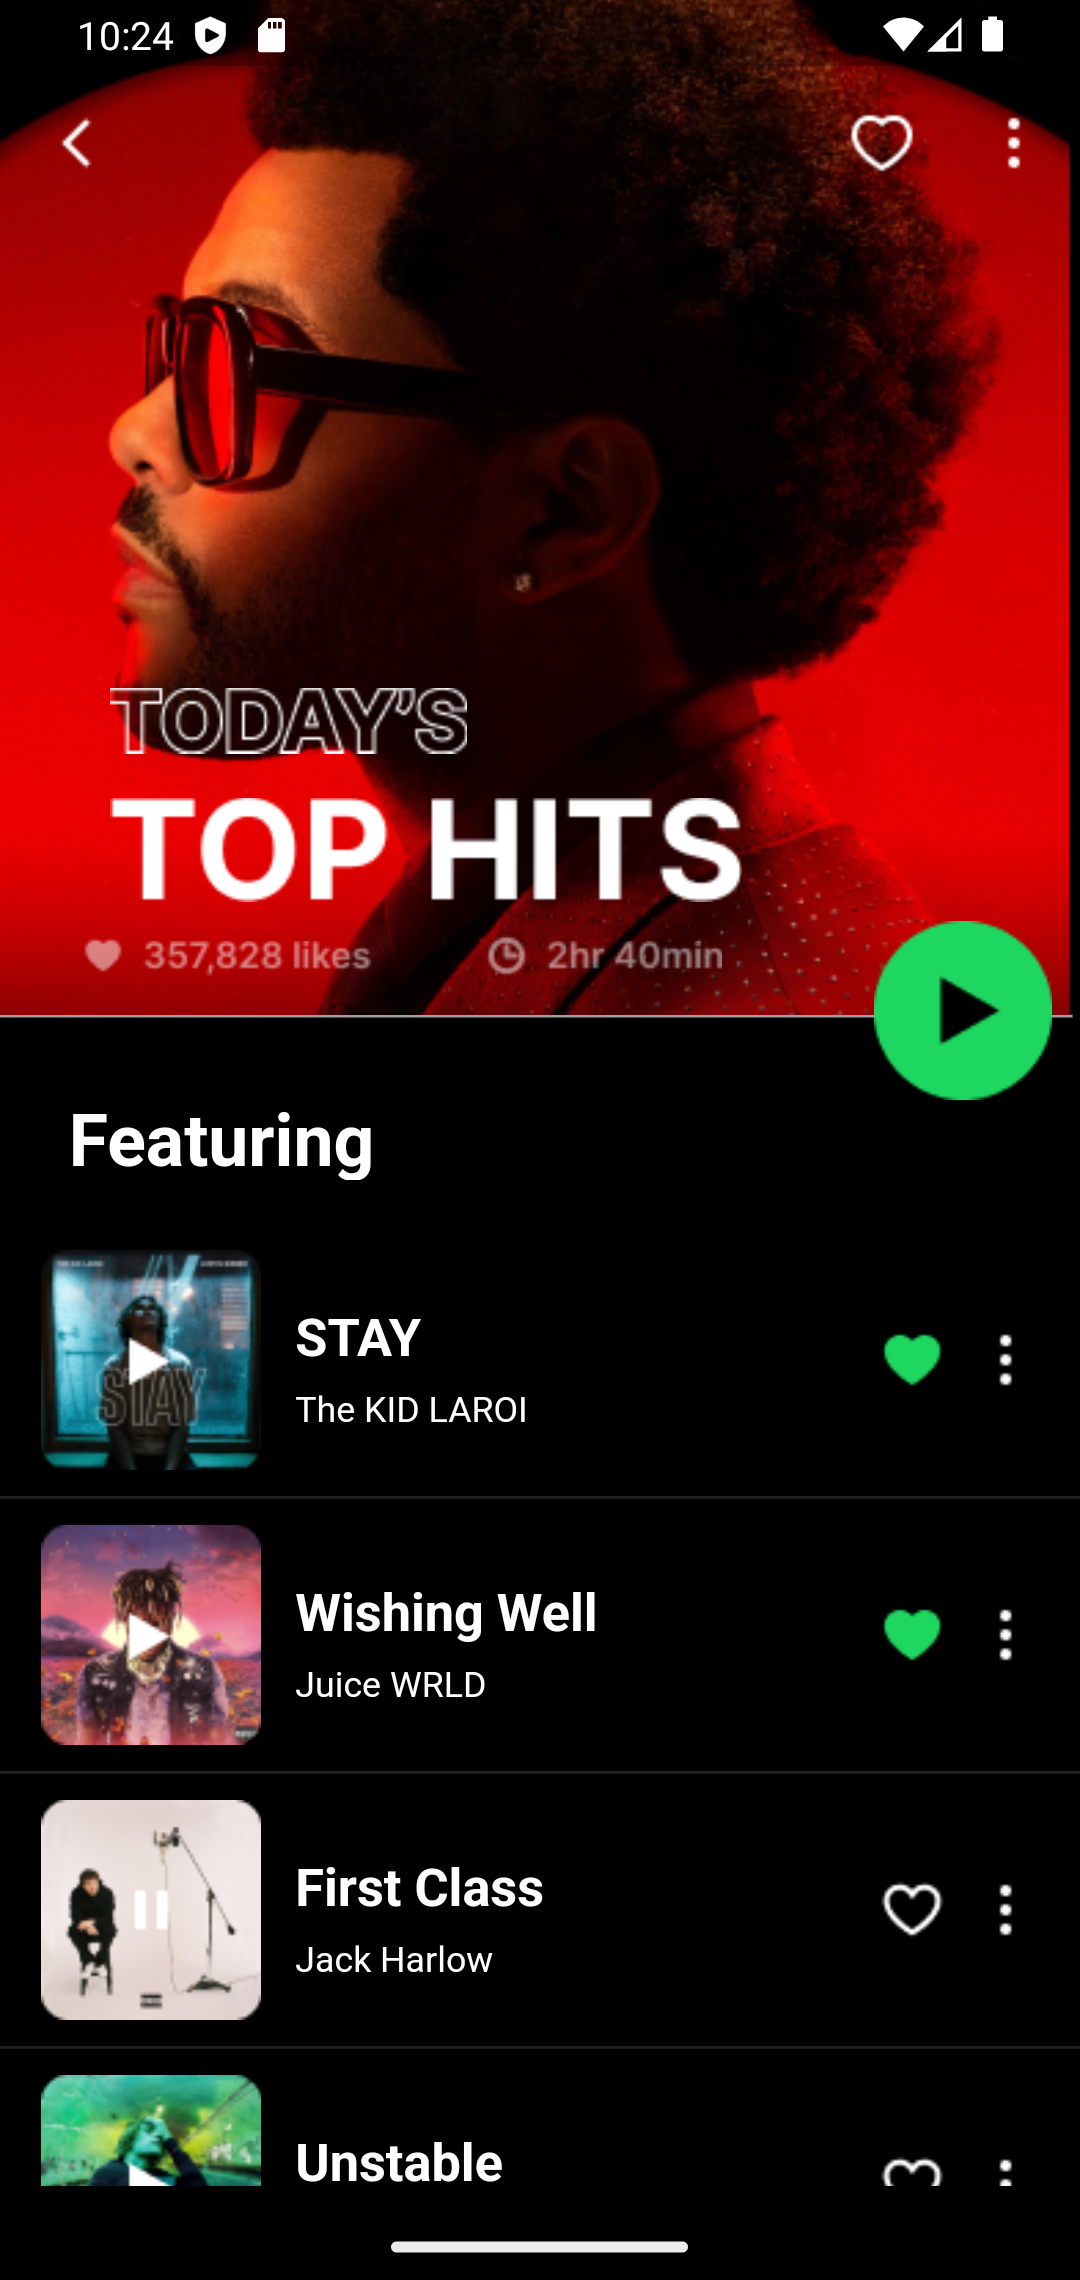 10:24
TODAY'S
TOP HITS
357,828 likes 2hr 40min
Featuring
STAY
STAY
The KID LAROI
Wishing Well
Juice WRLD
First Class
Jack Harlow
Unstable